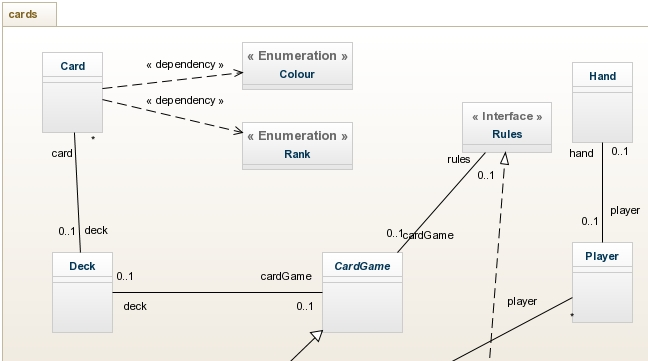 cards
« Enumeration »
Colour
Card
« dependency »
Hand
« dependency »
« Interface »
Rules
« Enumeration »
Rank
*
card
rules
hand
0..1
0..1
player
0..1
0..1
deck
0..1
cardGame
Deck
CardGame
Player
0..1
cardGame
deck
0..1
player
*